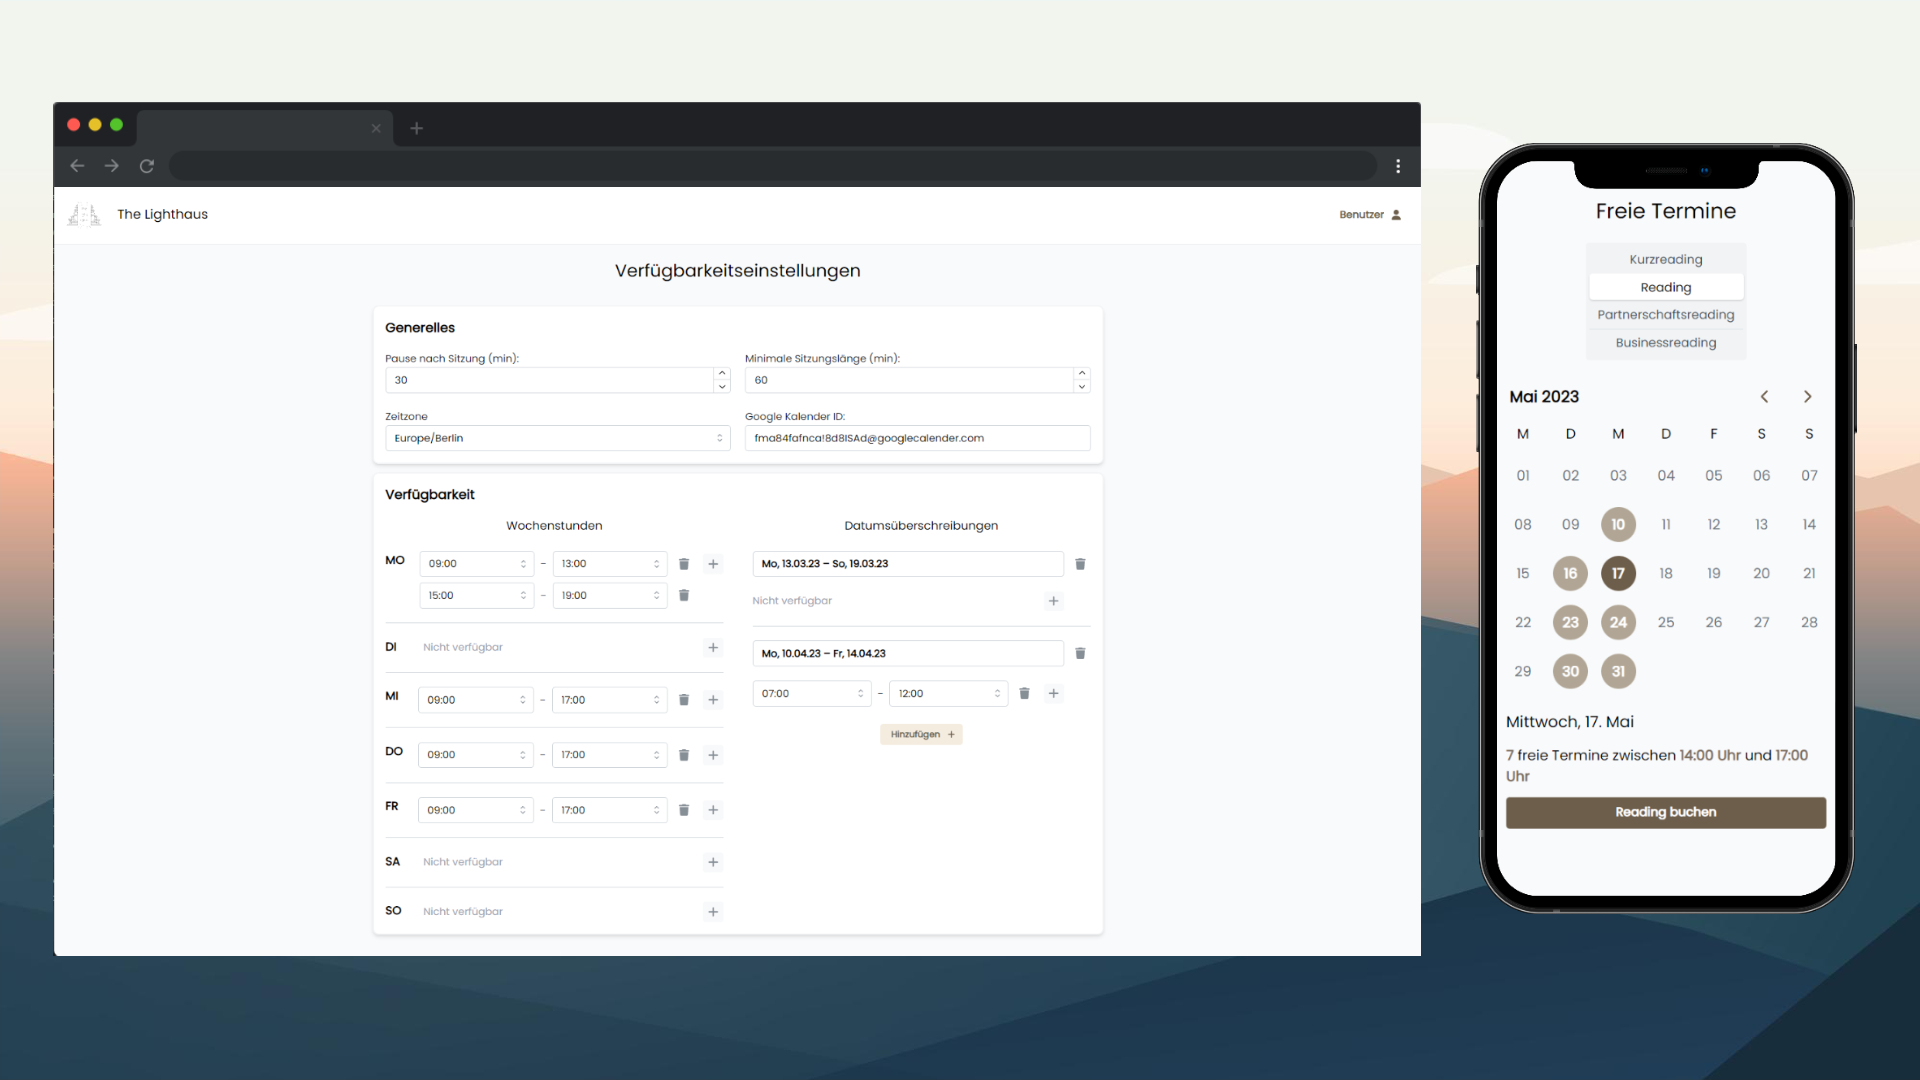 The Lighthaus
Benutzer
Verfügbarkeitseinstellungen
Generelles
Pause nach Sitzung (min):
30
Minimale Sitzungslänge (min):
60
Zeitzone
Europe/Berlin
Google Kalender ID:
fma84fafnca!8d8ISAd@googlecalender.com
Verfügbarkeit
Wochenstunden
MO 09:00 - 13:00
15:00 - 19:00
DI Nicht verfügbar
MI 09:00 - 17:00
DO 09:00 - 17:00
FR 09:00 - 17:00
SA Nicht verfügbar
SO Nicht verfügbar
Datumsüberschreibungen
Mo, 13.03.23 – So, 19.03.23
Nicht verfügbar
Mo, 10.04.23 – Fr, 14.04.23
07:00 - 12:00
Hinzufügen +
Freie Termine
Kurzreading
Reading
Partnerschaftsreading
Businessreading
Mai 2023
M D M D F S S
01 02 03 04 05 06 07
08 09 10 11 12 13 14
15 16 17 18 19 20 21
22 23 24 25 26 27 28
29 30 31
Mittwoch, 17. Mai
7 freie Termine zwischen 14:00 Uhr und 17:00
Uhr
Reading buchen